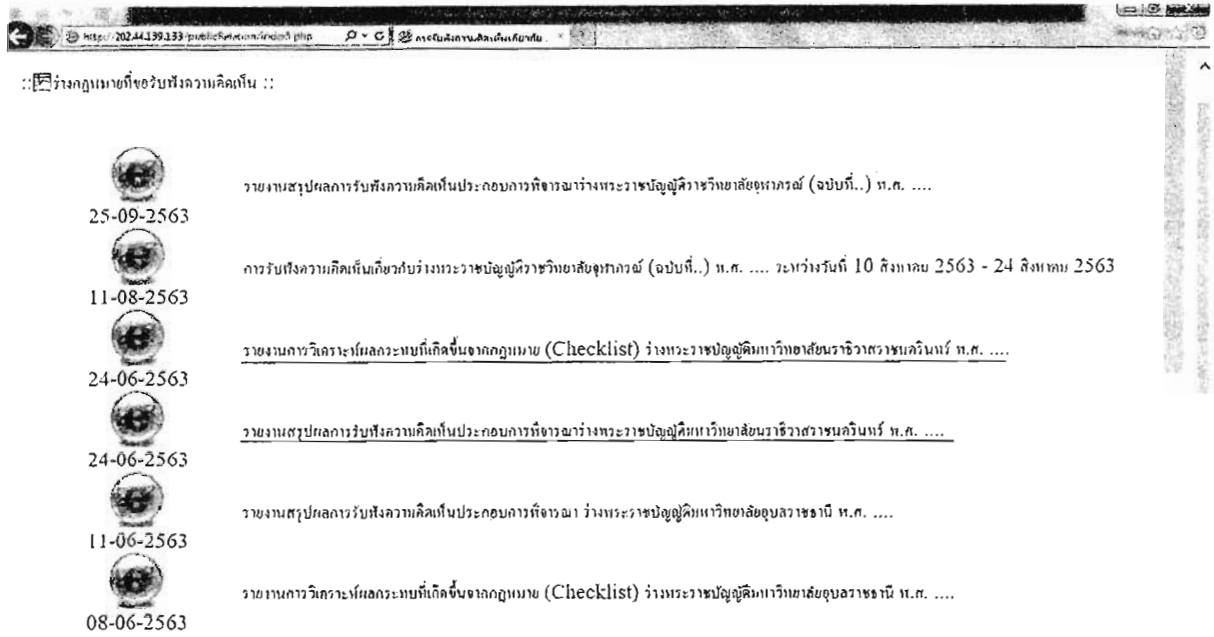 http://202.44.139.133/publicRelation/index5.php
การรับฟังความคิดเห็นเกี่ยวกับ...
:: ร่างกฎหมายที่ขอรับฟังความคิดเห็น ::
รายงานสรุปผลการรับฟังความคิดเห็นประกอบการพิจารณาร่างพระราชบัญญัติราชวิทยาลัยจุฬาภรณ์ (ฉบับที่..) พ.ศ. ....
25-09-2563
การรับฟังความคิดเห็นเกี่ยวกับร่างพระราชบัญญัติราชวิทยาลัยจุฬาภรณ์ (ฉบับที่..) พ.ศ. .... ระหว่างวันที่ 10 สิงหาคม 2563 - 24 สิงหาคม 2563
11-08-2563
รายงานการวิเคราะห์ผลกระทบที่เกิดขึ้นจากกฎหมาย (Checklist) ร่างพระราชบัญญัติมหาวิทยาลัยนราธิวาสราชนครินทร์ พ.ศ. ....
24-06-2563
รายงานสรุปผลการรับฟังความคิดเห็นประกอบการพิจารณาร่างพระราชบัญญัติมหาวิทยาลัยนราธิวาสราชนครินทร์ พ.ศ. ....
24-06-2563
รายงานสรุปผลการรับฟังความคิดเห็นประกอบการพิจารณา ร่างพระราชบัญญัติมหาวิทยาลัยอุบลราชธานี พ.ศ. ....
11-06-2563
รายงานการวิเคราะห์ผลกระทบที่เกิดขึ้นจากกฎหมาย (Checklist) ร่างพระราชบัญญัติมหาวิทยาลัยอุบลราชธานี พ.ศ. ....
08-06-2563